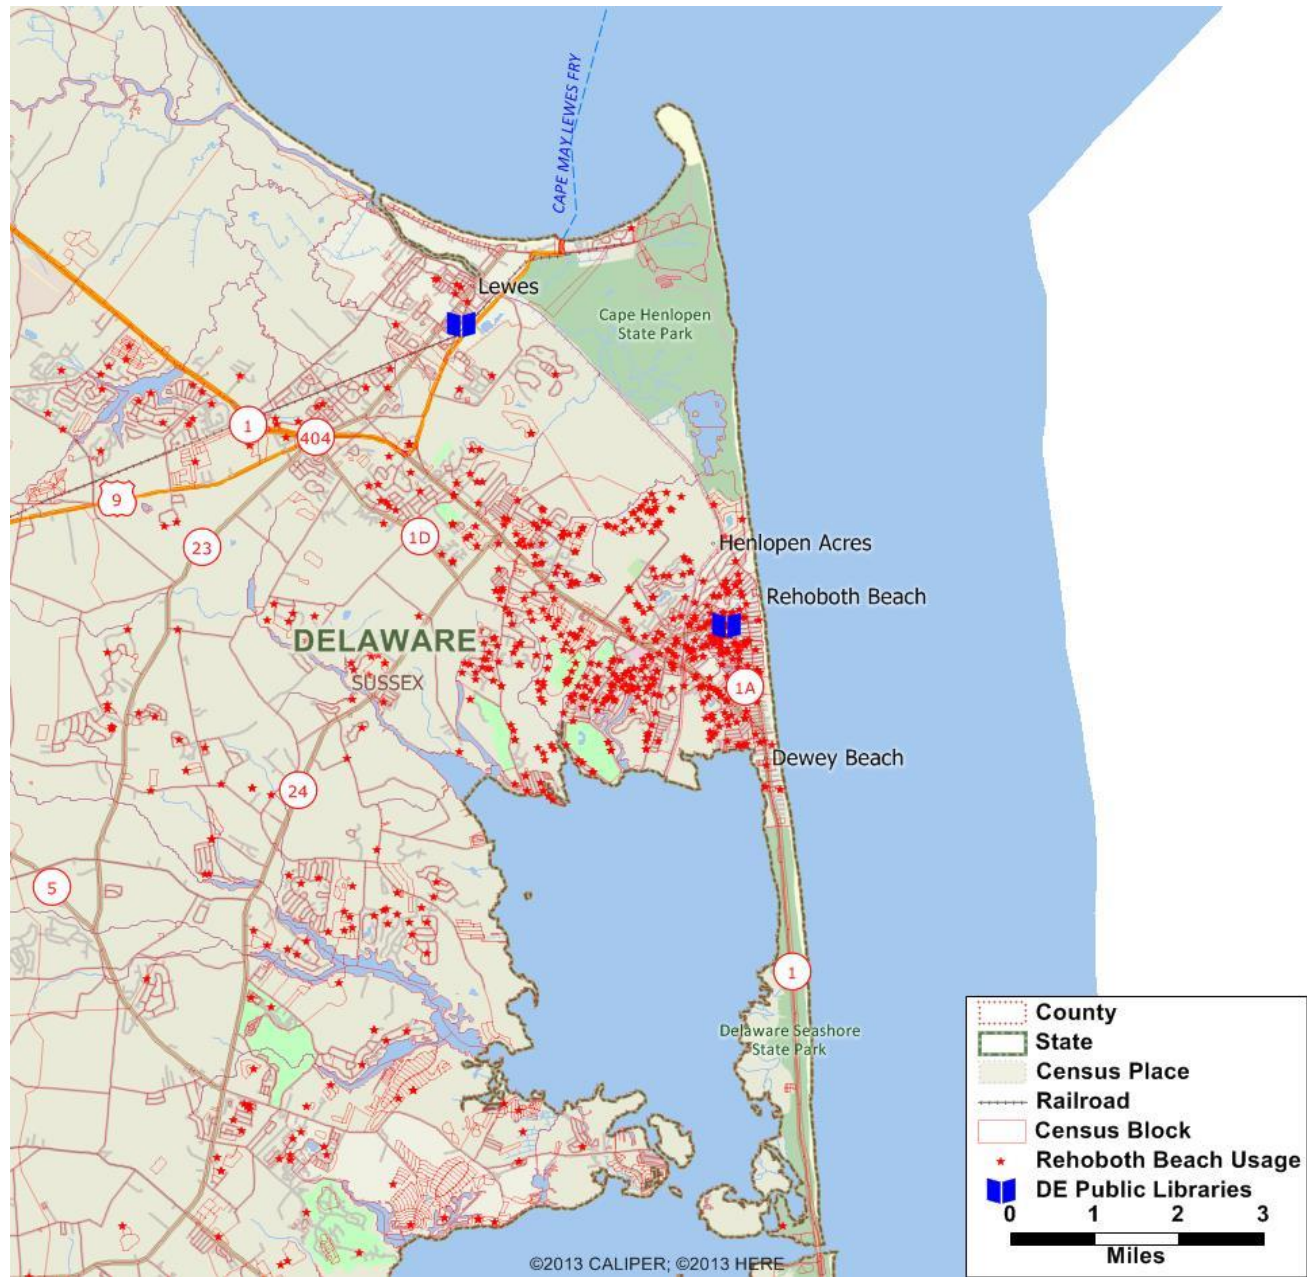 CAPE MAY LEWES FRY
Lewes
Cape Henlopen
State Park
1
404
9
23
1D
Henlopen Acres
Rehoboth Beach
DELAWARE
SUSSEX
1A
Dewey Beach
24
5
1
Delaware Seashore
State Park
County
State
Census Place
Railroad
Census Block
Rehoboth Beach Usage
DE Public Libraries
0 1 2 3
Miles
©2013 CALIPER; ©2013 HERE